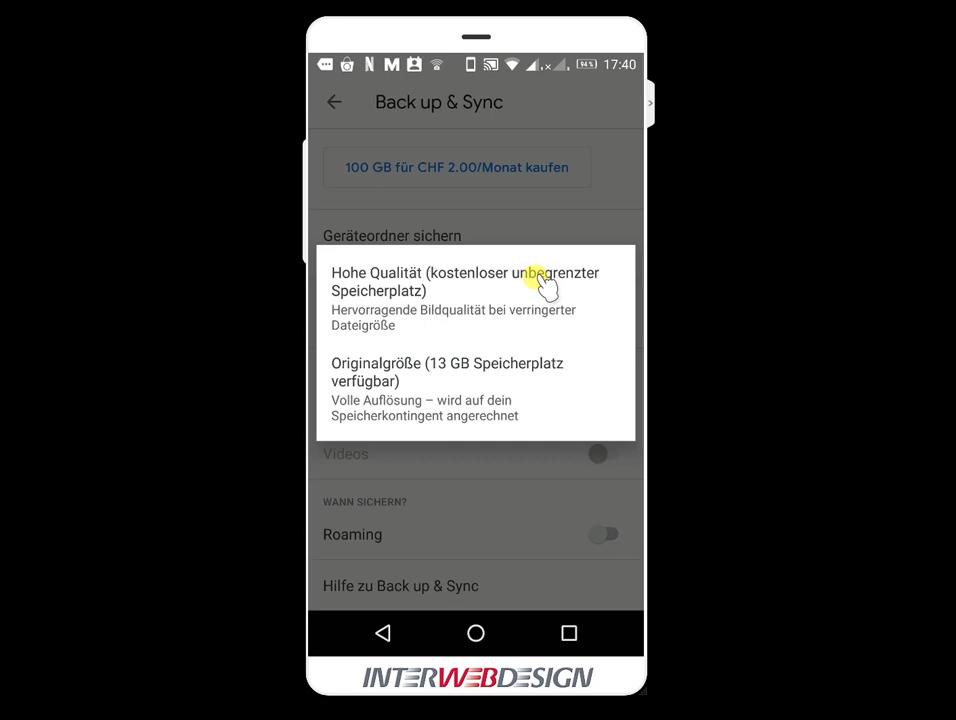 94%
17:40
Back up & Sync
100 GB für CHF 2.00/Monat kaufen
Geräteordner sichern
Hohe Qualität (kostenloser unbegrenzter
Speicherplatz)
Hervorragende Bildqualität bei verringerter
Dateigröße
Originalgröße (13 GB Speicherplatz
verfügbar)
Volle Auflösung – wird auf dein
Speicherkontingent angerechnet
Videos
WANN SICHERN?
Roaming
Hilfe zu Back up & Sync
INTERWEBDESIGN